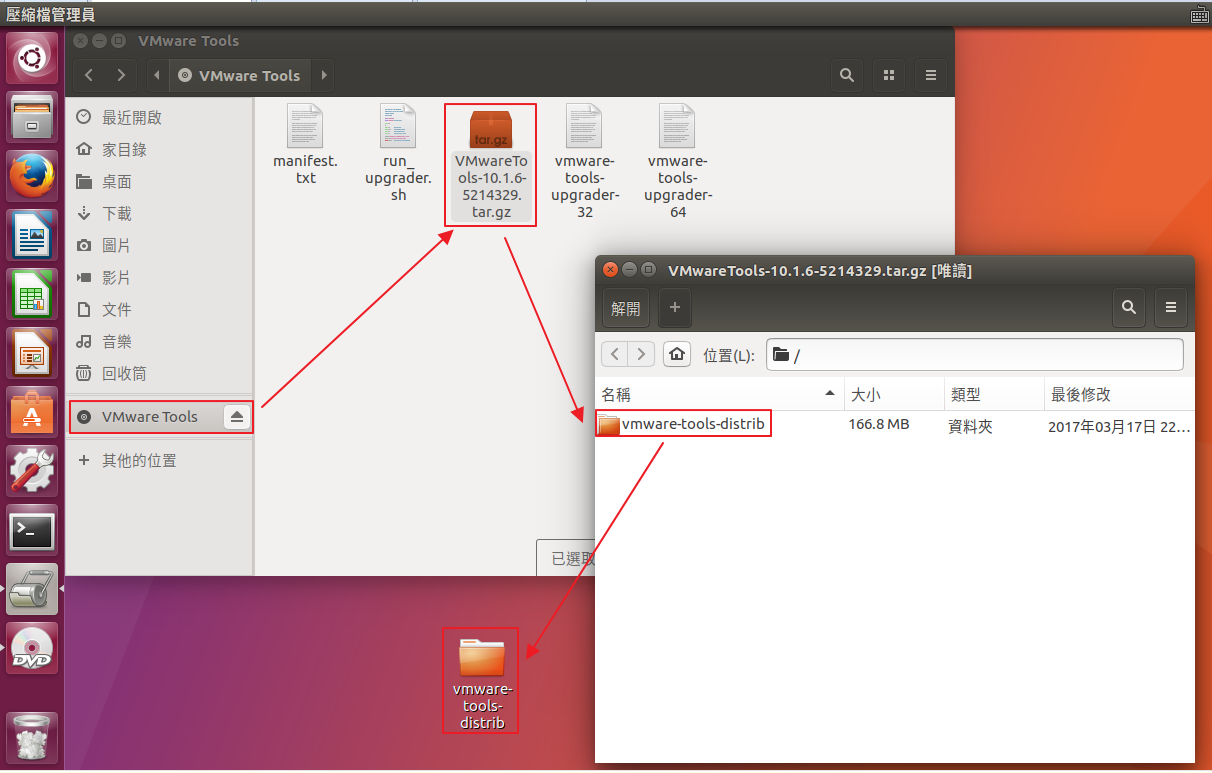 壓縮檔管理員
VMware Tools
VMware Tools
最近開啟
家目錄
桌面
下載
圖片
影片
文件
音樂
回收筒
VMware Tools
其他的位置
manifest.
txt
run_
upgrader.
sh
tar.gz
VMwareTo
ols-10.1.6-
5214329.
tar.gz
vmware-
tools-
upgrader-
32
vmware-
tools-
upgrader-
64
已選取
VMwareTools-10.1.6-5214329.tar.gz [唯讀]
解開
+
位置(L): /
名稱 大小 類型 最後修改
vmware-tools-distrib 166.8 MB 資料夾 2017年03月17日 22...
vmware-
tools-
distrib
A
>_
DVD